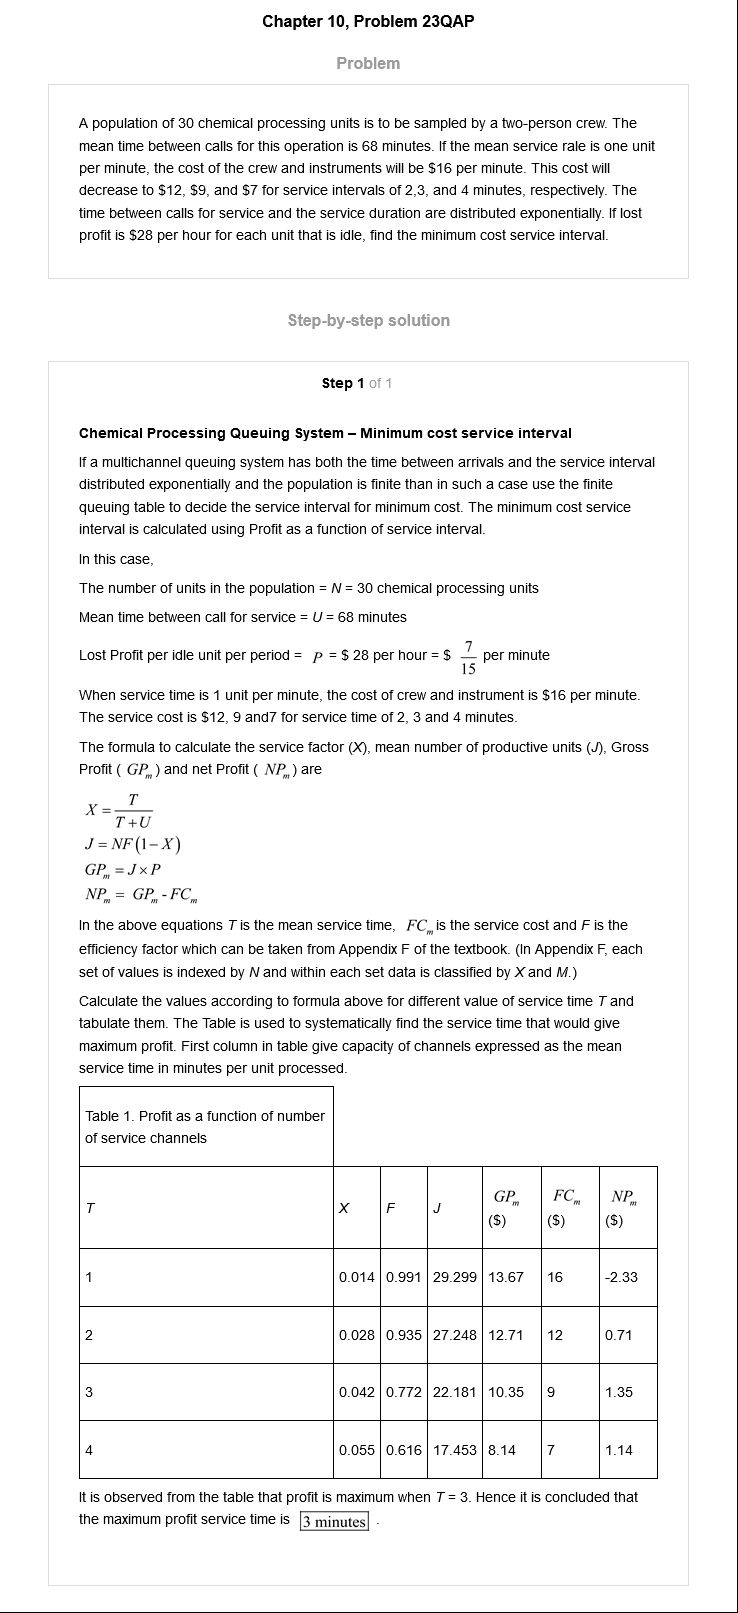 Chapter 10, Problem 23QAP
Problem
A population of 30 chemical processing units is to be sampled by a two-person crew. The
mean time between calls for this operation is 68 minutes. If the mean service rale is one unit
per minute, the cost of the crew and instruments will be $16 per minute. This cost will
decrease to $12, $9, and $7 for service intervals of 2,3, and 4 minutes, respectively. The
time between calls for service and the service duration are distributed exponentially. If lost
profit is $28 per hour for each unit that is idle, find the minimum cost service interval.
Step-by-step solution
Step 1 of 1
Chemical Processing Queuing System – Minimum cost service interval
If a multichannel queuing system has both the time between arrivals and the service interval
distributed exponentially and the population is finite than in such a case use the finite
queuing table to decide the service interval for minimum cost. The minimum cost service
interval is calculated using Profit as a function of service interval.
In this case,
The number of units in the population = N = 30 chemical processing units
Mean time between call for service = U = 68 minutes
Lost Profit per idle unit per period = P = $ 28 per hour = $ 7/15 per minute
When service time is 1 unit per minute, the cost of crew and instrument is $16 per minute.
The service cost is $12, 9 and7 for service time of 2, 3 and 4 minutes.
The formula to calculate the service factor (X), mean number of productive units (J), Gross
Profit ( GPm ) and net Profit ( NPm ) are
X = T/(T+U)
J = NF(1−X)
GPm = J×P
NPm = GPm - FCm
In the above equations T is the mean service time, FCm is the service cost and F is the
efficiency factor which can be taken from Appendix F of the textbook. (In Appendix F, each
set of values is indexed by N and within each set data is classified by X and M.)
Calculate the values according to formula above for different value of service time T and
tabulate them. The Table is used to systematically find the service time that would give
maximum profit. First column in table give capacity of channels expressed as the mean
service time in minutes per unit processed.
Table 1. Profit as a function of number
of service channels
T X F J GPm ($) FCm ($) NPm ($)
1 0.014 0.991 29.299 13.67 16 -2.33
2 0.028 0.935 27.248 12.71 12 0.71
3 0.042 0.772 22.181 10.35 9 1.35
4 0.055 0.616 17.453 8.14 7 1.14
It is observed from the table that profit is maximum when T = 3. Hence it is concluded that
the maximum profit service time is 3 minutes .